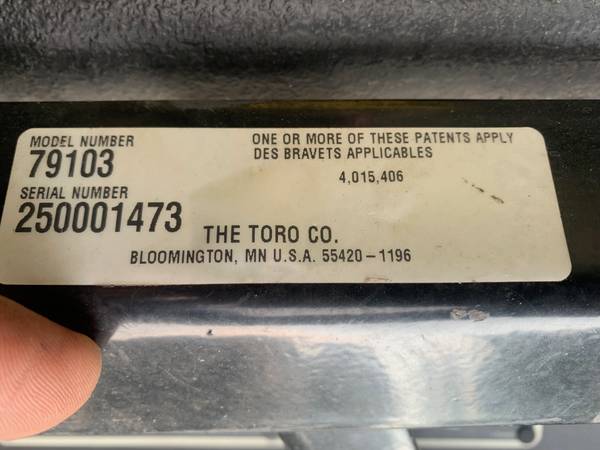 MODEL NUMBER
79103
SERIAL NUMBER
250001473
ONE OR MORE OF THESE PATENTS APPLY
DES BRAVETS APPLICABLES
4,015,406
THE TORO CO.
BLOOMINGTON, MN U.S.A. 55420-1196